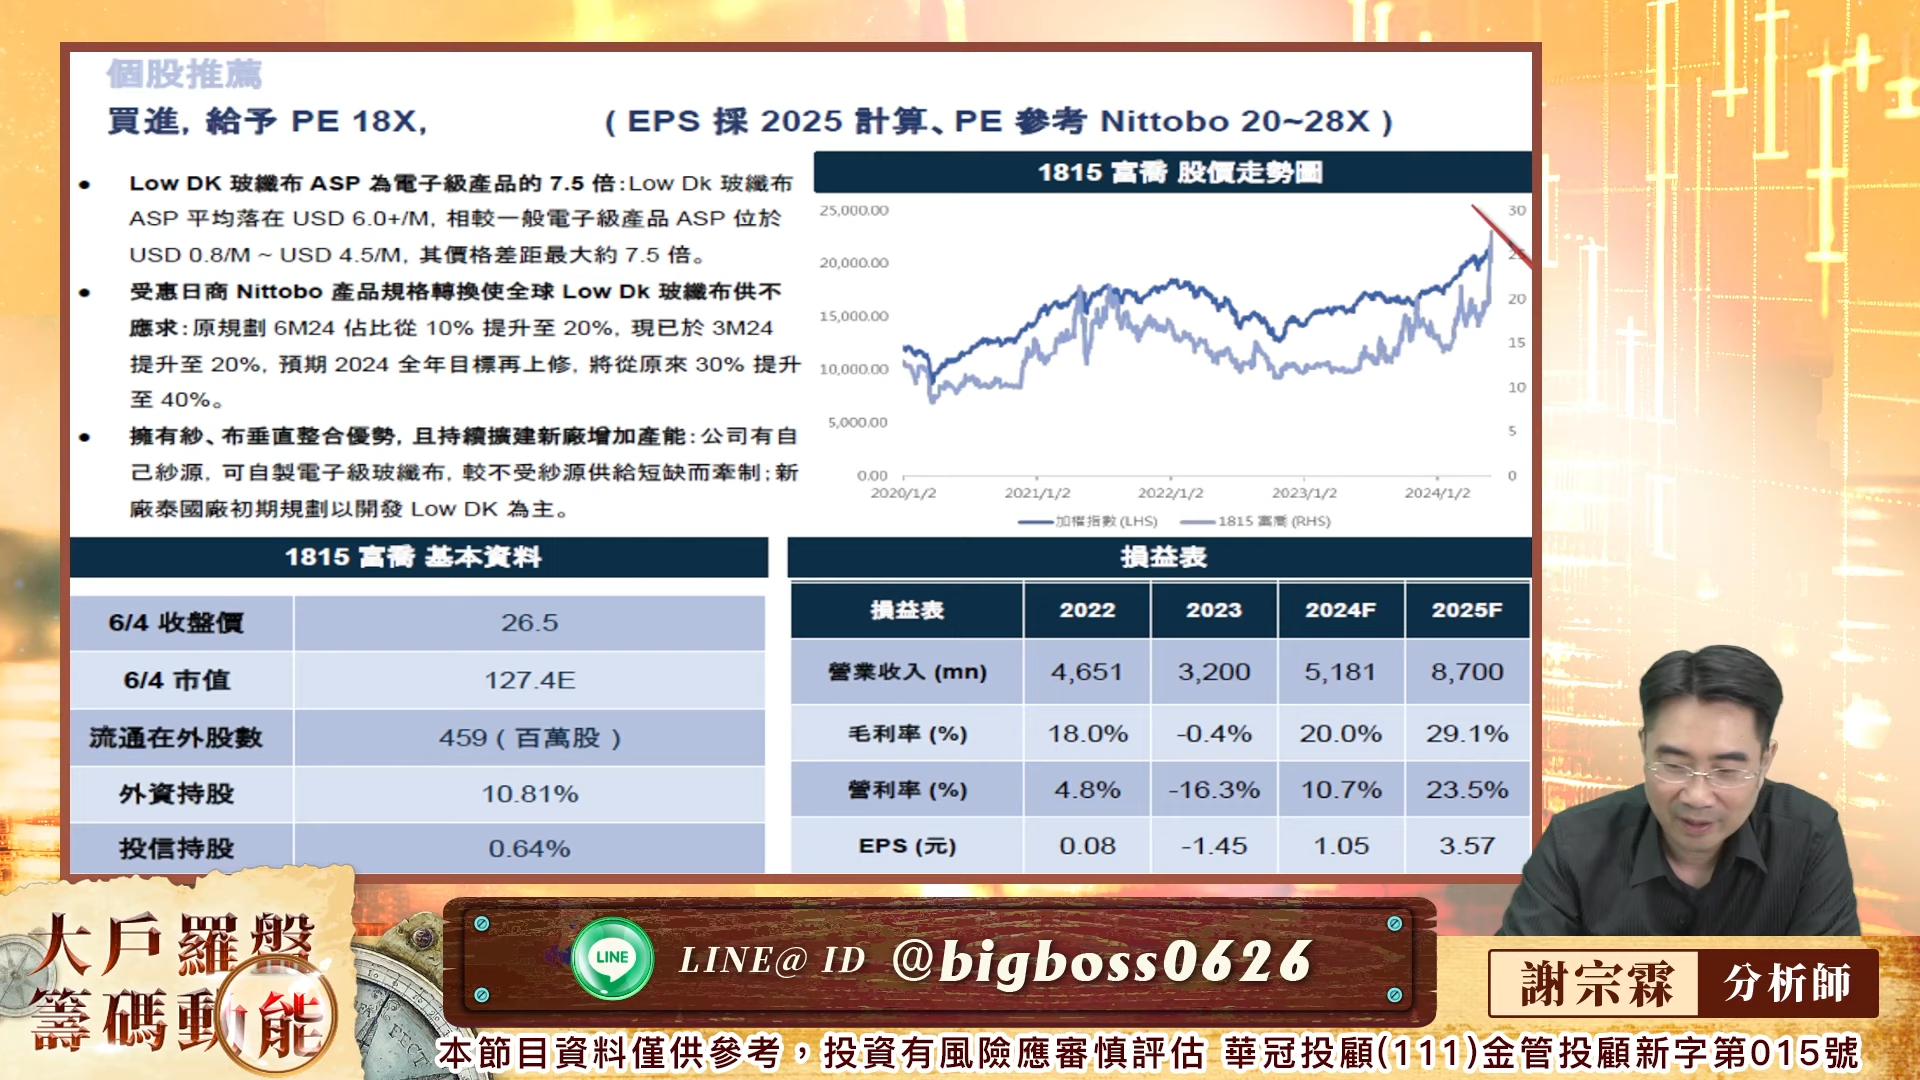 個股推薦
買進, 給予 PE 18X, ( EPS 採 2025 計算、PE 參考 Nittobo 20~28X )
• Low DK 玻纖布 ASP 為電子級產品的 7.5 倍:Low Dk 玻纖布
ASP 平均落在 USD 6.0+/M, 相較一般電子級產品 ASP 位於
USD 0.8/M ~ USD 4.5/M, 其價格差距最大約 7.5 倍。
• 受惠日商 Nittobo 產品規格轉換使全球 Low Dk 玻纖布供不
應求:原規劃 6M24 佔比從 10% 提升至 20%, 現已於 3M24
提升至 20%, 預期 2024 全年目標再上修, 將從原來 30% 提升
至 40%。
• 擁有紗、布垂直整合優勢, 且持續擴建新廠增加產能:公司有自
己紗源, 可自製電子級玻纖布, 較不受紗源供給短缺而牽制;新
廠泰國廠初期規劃以開發 Low DK 為主。
1815 富喬 股價走勢圖
25,000.00 30
25
20,000.00 20
15,000.00 15
10,000.00 10
5,000.00 5
0.00 0
2020/1/2 2021/1/2 2022/1/2 2023/1/2 2024/1/2
加權指數 (LHS) 1815 富喬 (RHS)
1815 富喬 基本資料
6/4 收盤價 26.5
6/4 市值 127.4E
流通在外股數 459 ( 百萬股 )
外資持股 10.81%
投信持股 0.64%
損益表
損益表 2022 2023 2024F 2025F
營業收入 (mn) 4,651 3,200 5,181 8,700
毛利率 (%) 18.0% -0.4% 20.0% 29.1%
營利率 (%) 4.8% -16.3% 10.7% 23.5%
EPS (元) 0.08 -1.45 1.05 3.57
大戶羅盤
籌碼動能
LINE
LINE@ ID @bigboss0626
謝宗霖 分析師
本節目資料僅供參考，投資有風險應審慎評估 華冠投顧(111)金管投顧新字第015號